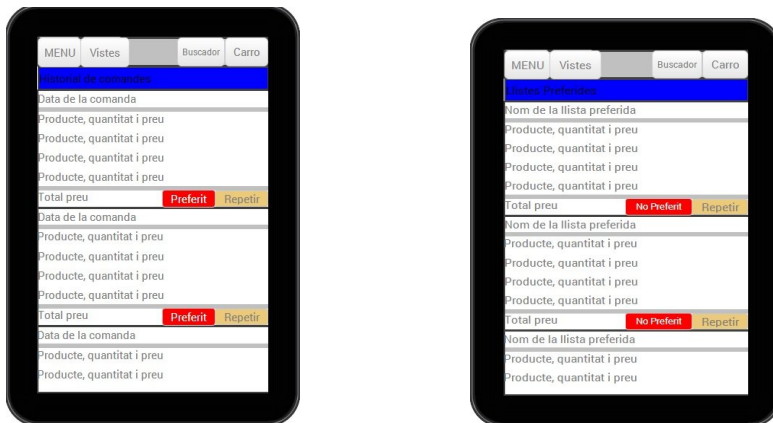 MENU Vistes Buscador Carro
Historial de comandes
Data de la comanda
Producte, quantitat i preu
Producte, quantitat i preu
Producte, quantitat i preu
Producte, quantitat i preu
Total preu Preferit Repetir
Data de la comanda
Producte, quantitat i preu
Producte, quantitat i preu
Producte, quantitat i preu
Producte, quantitat i preu
Total preu Preferit Repetir
Data de la comanda
Producte, quantitat i preu
Producte, quantitat i preu
MENU Vistes Buscador Carro
Llistes Preferides
Nom de la llista preferida
Producte, quantitat i preu
Producte, quantitat i preu
Producte, quantitat i preu
Producte, quantitat i preu
Total preu No Preferit Repetir
Nom de la llista preferida
Producte, quantitat i preu
Producte, quantitat i preu
Producte, quantitat i preu
Producte, quantitat i preu
Total preu No Preferit Repetir
Nom de la llista preferida
Producte, quantitat i preu
Producte, quantitat i preu